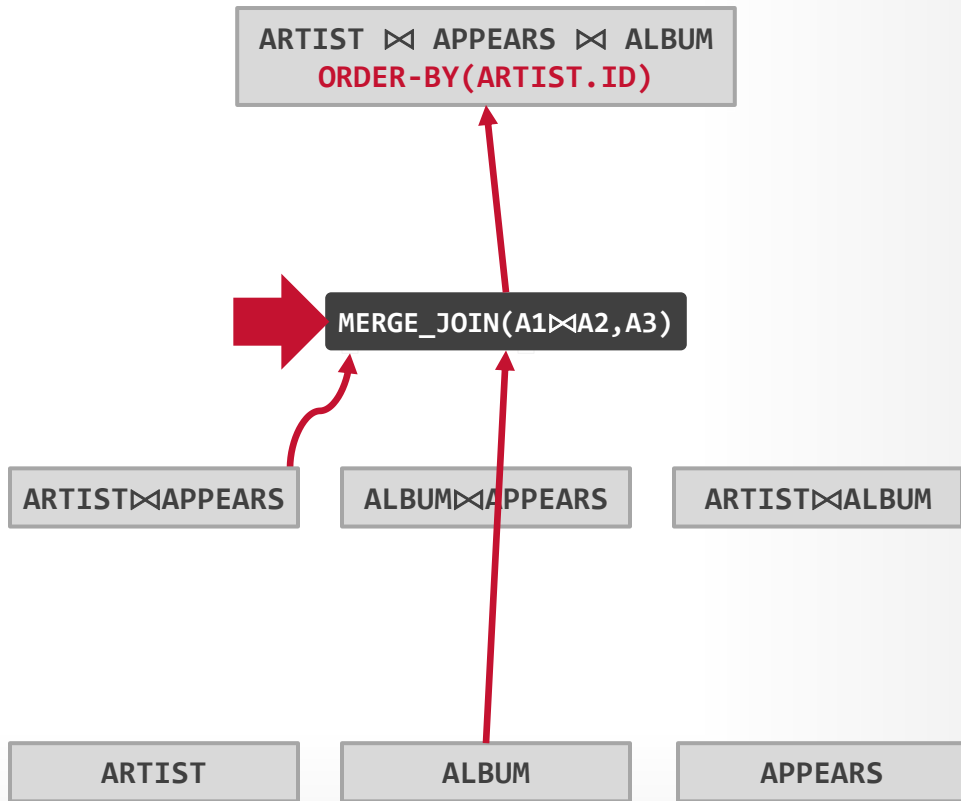 ARTIST ⨝ APPEARS ⨝ ALBUM
ORDER-BY(ARTIST.ID)
MERGE_JOIN(A1⨝A2,A3)
ARTIST⨝APPEARS
ALBUM⨝APPEARS
ARTIST⨝ALBUM
ARTIST
ALBUM
APPEARS